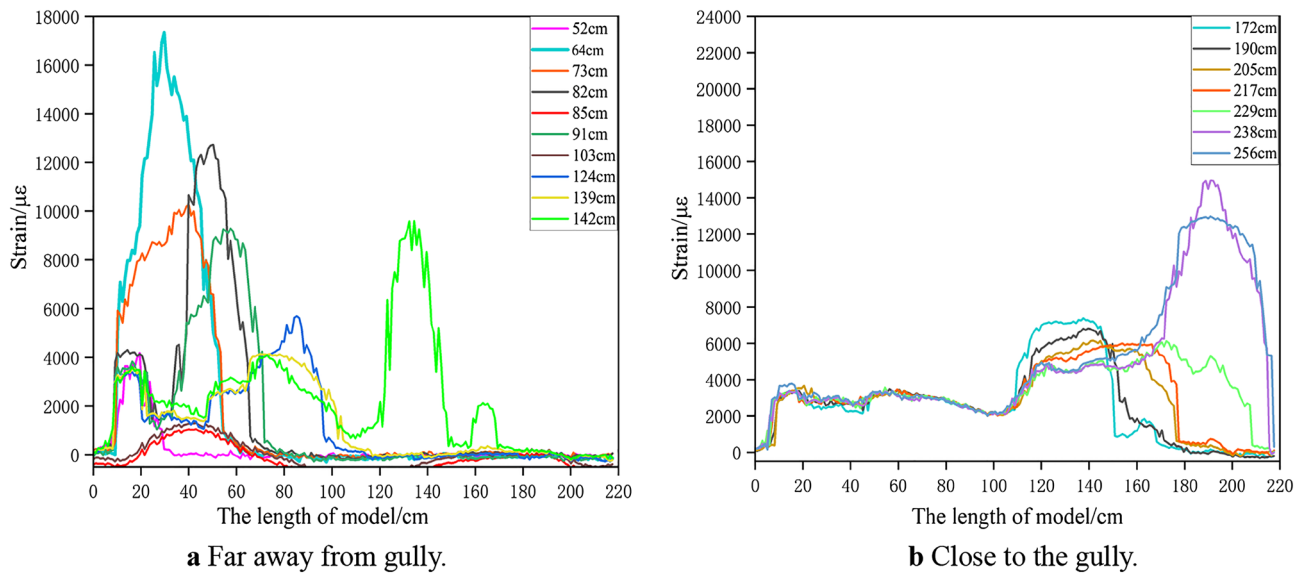 18000
16000
14000
12000
10000
8000
6000
4000
2000
0
Strain/με
0 20 40 60 80 100 120 140 160 180 200 220
The length of model/cm
52cm
64cm
73cm
82cm
85cm
91cm
103cm
124cm
139cm
142cm
a Far away from gully.
24000
22000
20000
18000
16000
14000
12000
10000
8000
6000
4000
2000
0
Strain/με
0 20 40 60 80 100 120 140 160 180 200 220
The length of model/cm
172cm
190cm
205cm
217cm
229cm
238cm
256cm
b Close to the gully.